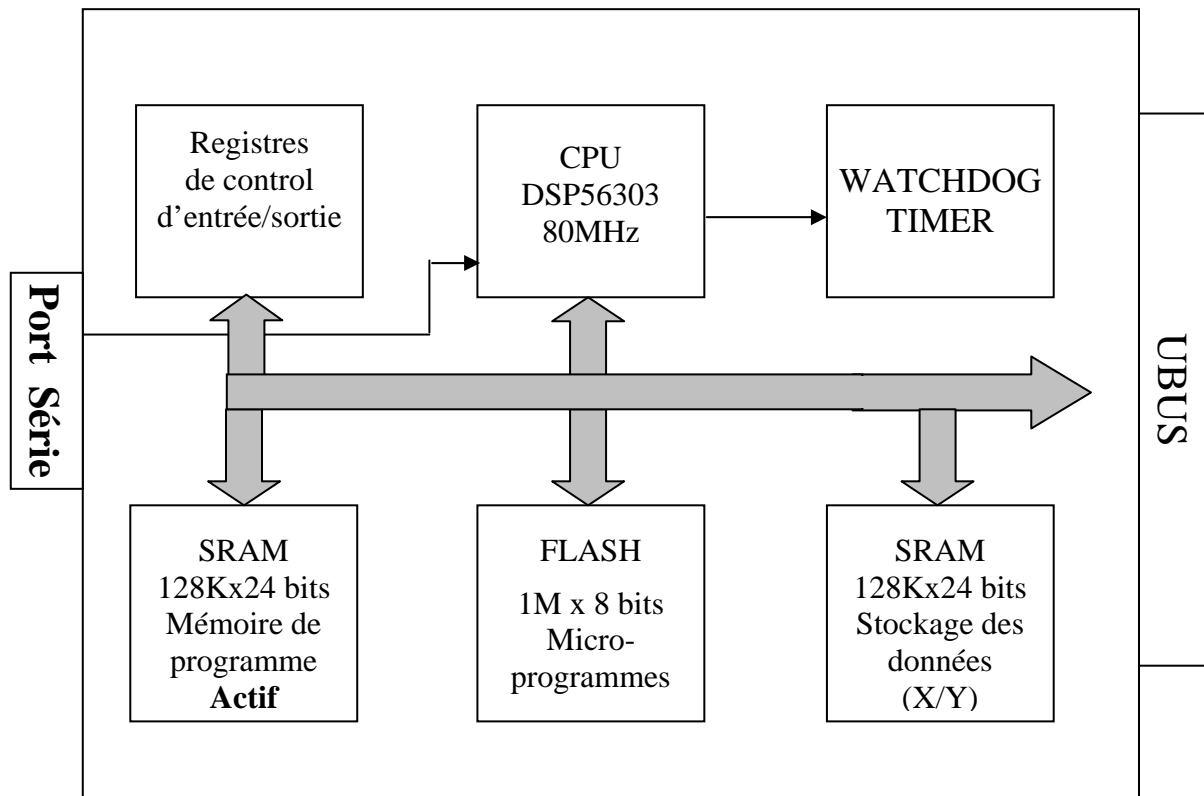 Registres
de control
d’entrée/sortie
CPU
DSP56303
80MHz
WATCHDOG
TIMER
Port Série
UBUS
SRAM
128Kx24 bits
Mémoire de
programme
Actif
FLASH
1M x 8 bits
Micro-
programmes
SRAM
128Kx24 bits
Stockage des
données
(X/Y)